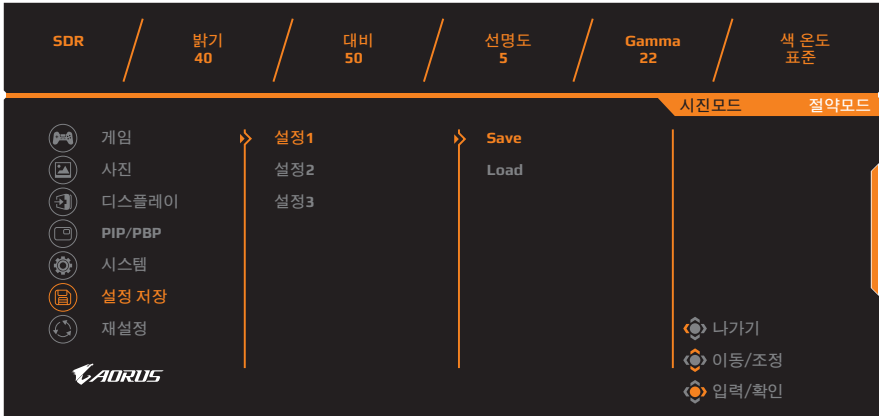 SDR
밝기
40
대비
50
선명도
5
Gamma
22
색 온도
표준
시진모드
절약모드
게임
사진
디스플레이
PIP/PBP
시스템
설정 저장
재설정
설정1
설정2
설정3
Save
Load
나가기
이동/조정
입력/확인
AORUS